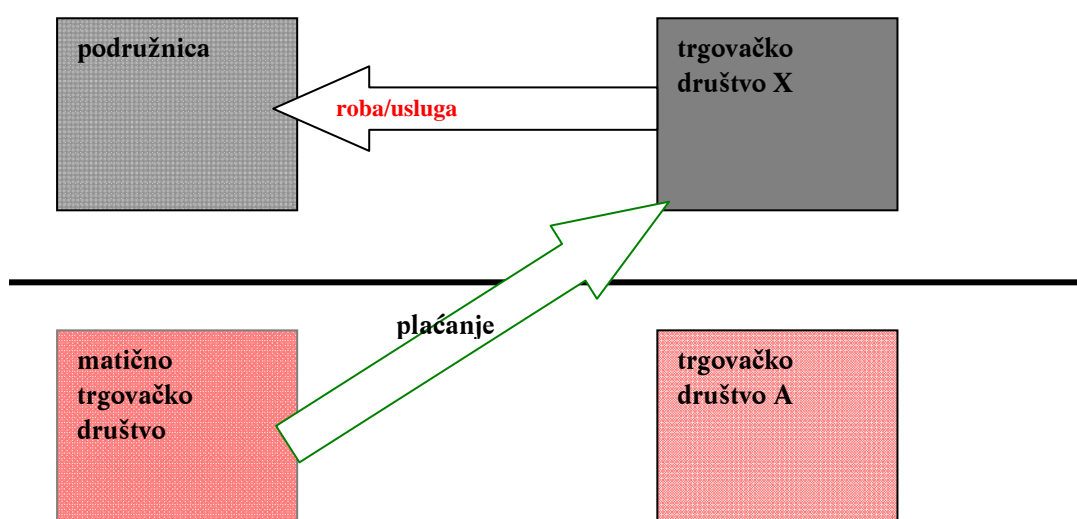 podružnica
trgovačko
društvo X
roba/usluga
plaćanje
matično
trgovačko
društvo
trgovačko
društvo A